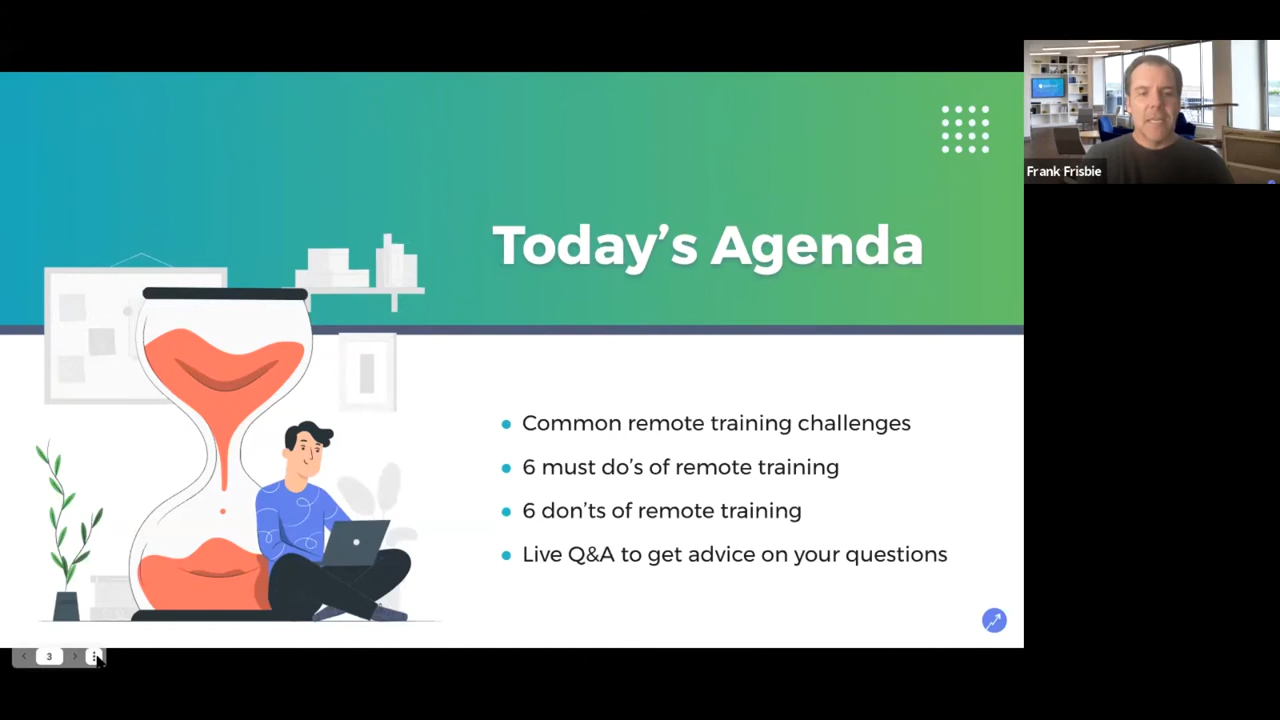 Today’s Agenda
Common remote training challenges
6 must do’s of remote training
6 don’ts of remote training
Live Q&A to get advice on your questions
Frank Frisbie
3